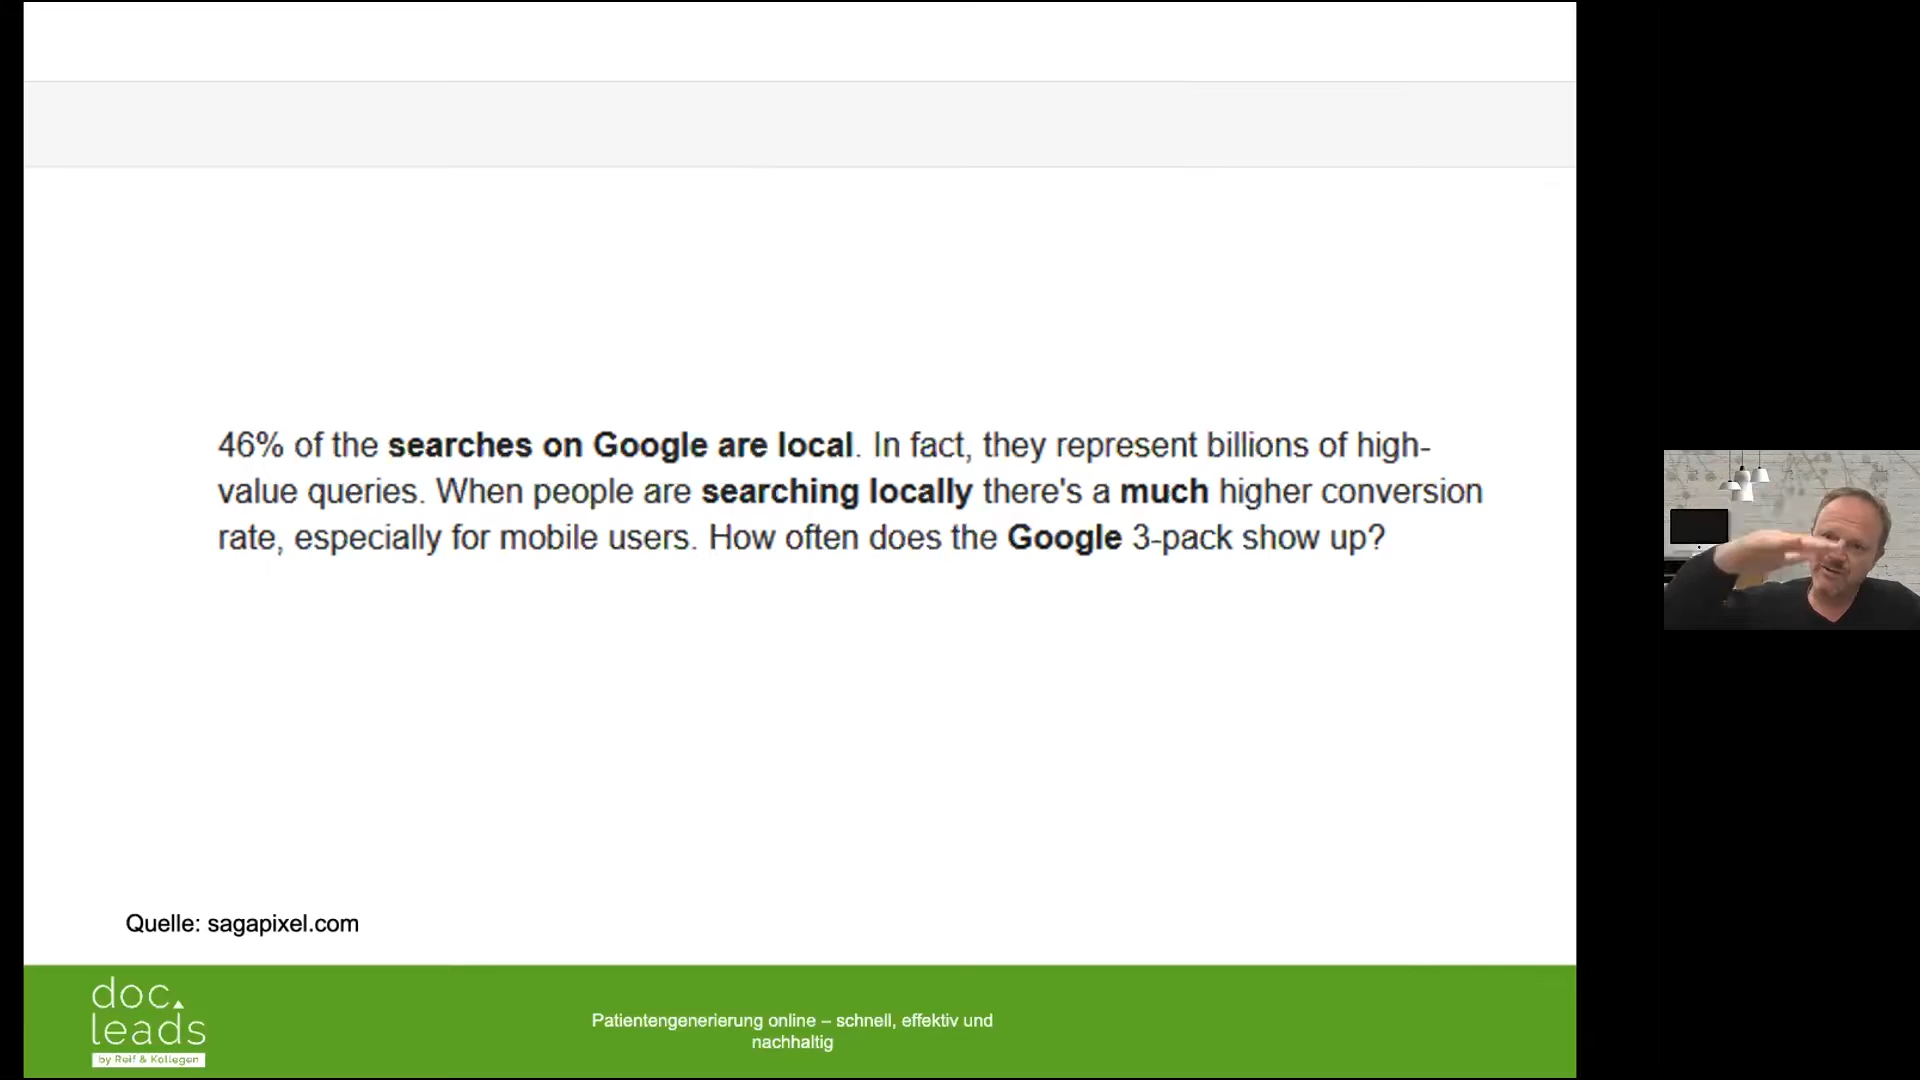 46% of the searches on Google are local. In fact, they represent billions of high-
value queries. When people are searching locally there's a much higher conversion
rate, especially for mobile users. How often does the Google 3-pack show up?
Quelle: sagapixel.com
doc.
leads
by Reif & Kollegen
Patientengenerierung online – schnell, effektiv und
nachhaltig